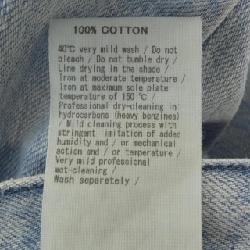 100% COTTON
40°C very mild wash / Do not
bleach / Do not tumble dry /
Line drying in the shade /
Iron at moderate temperature /
Iron at maximum sole plate
temperature of 150 °C /
Professional dry-cleaning in
hydrocarbons (heavy benzines)
/ Mild cleaning process with
stringent limitation of added
humidity and / or mechanical
action and / or temperature /
Very mild professional
wet-cleaning /
Wash separately /